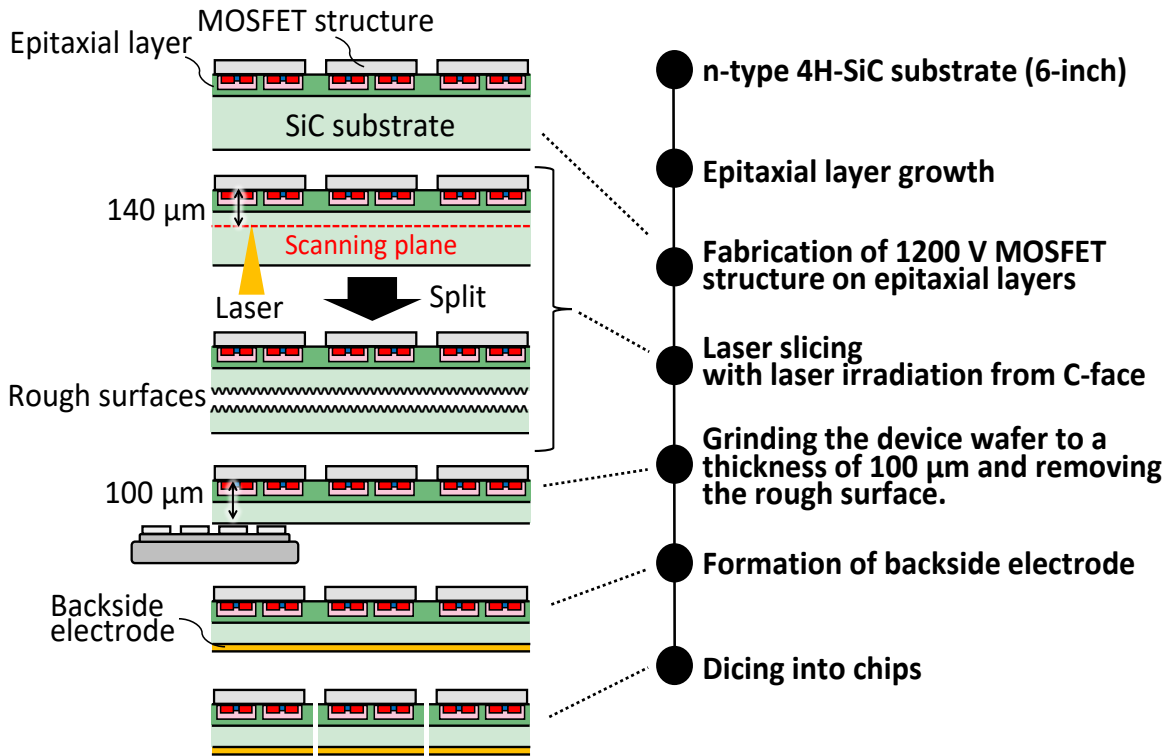 MOSFET structure
Epitaxial layer
SiC substrate
140 μm
Scanning plane
Laser
Split
Rough surfaces
100 μm
Backside
electrode
n-type 4H-SiC substrate (6-inch)
Epitaxial layer growth
Fabrication of 1200 V MOSFET
structure on epitaxial layers
Laser slicing
with laser irradiation from C-face
Grinding the device wafer to a
thickness of 100 μm and removing
the rough surface.
Formation of backside electrode
Dicing into chips